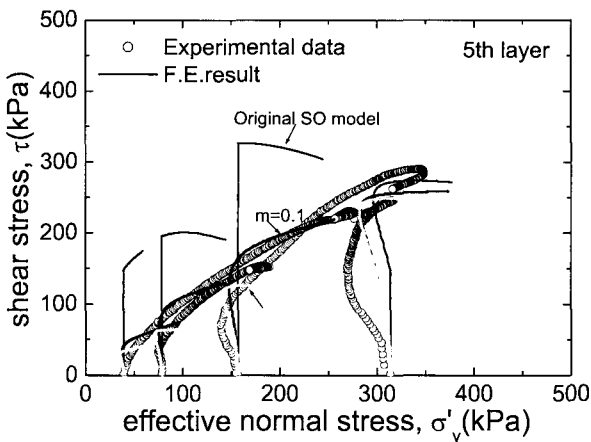 500
400
300
200
100
0
shear stress, τ(kPa)
Experimental data
F.E.result
5th layer
Original SO model
m=0.1
0
100
200
300
400
500
effective normal stress, σ'v(kPa)